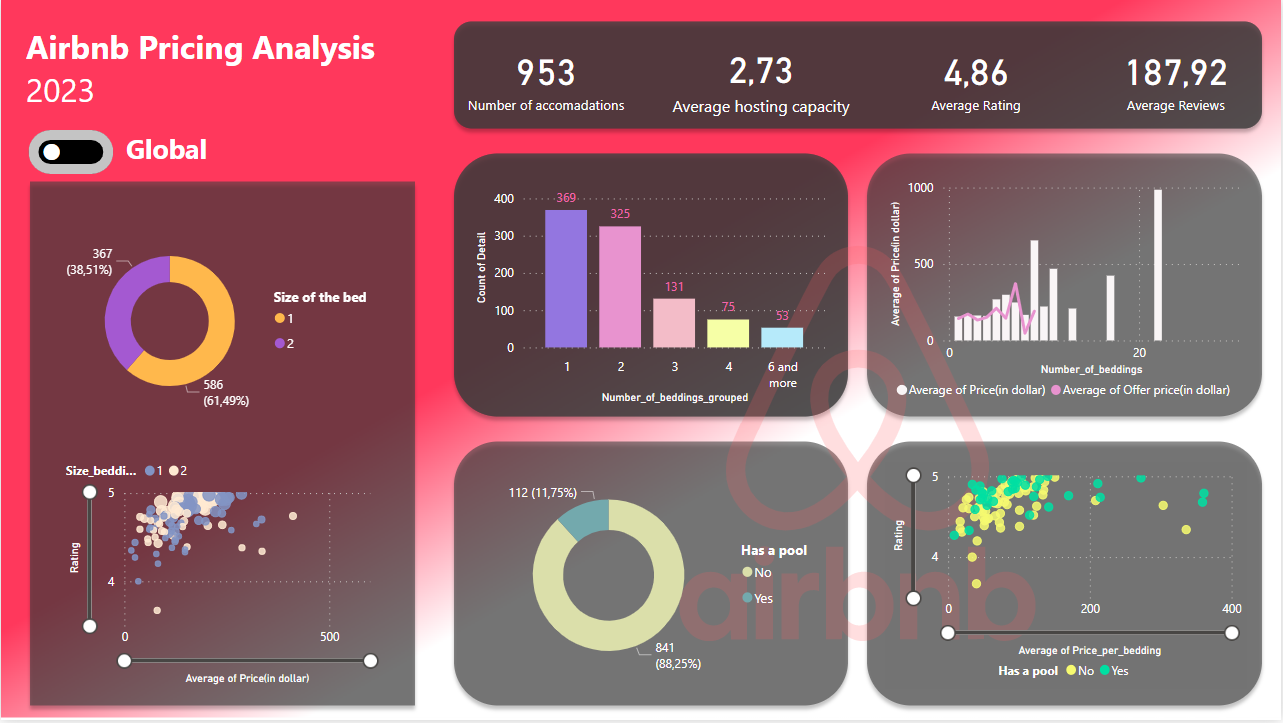 Airbnb Pricing Analysis
2023
Global
953
Number of accomadations
2,73
Average hosting capacity
4,86
Average Rating
187,92
Average Reviews
367
(38,51%)
586
(61,49%)
Size of the bed
1
2
Size_beddi... 1 2
Rating
5
4
0 500
Average of Price(in dollar)
Count of Detail
400
300
200
100
0
369
325
131
75
53
1 2 3 4 6 and
more
Number_of_beddings_grouped
Average of Price(in dollar)
1000
500
0
0 20
Number_of_beddings
Average of Price(in dollar) Average of Offer price(in dollar)
112 (11,75%)
841
(88,25%)
Has a pool
No
Yes
airbnb
Rating
5
4
0 200 400
Average of Price_per_bedding
Has a pool No Yes